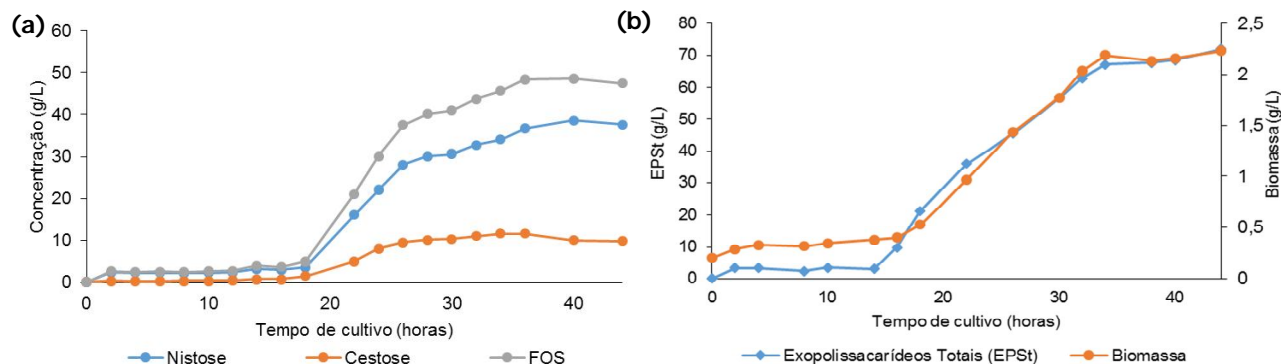 (a)
Concentração (g/L)
60
50
40
30
20
10
0
0 10 20 30 40
Tempo de cultivo (horas)
Nistose Cestose FOS
(b)
EPSt (g/L)
80
70
60
50
40
30
20
10
0
2,5
2
1,5
1
0,5
0
Biomassa (g/L)
0 10 20 30 40
Tempo de cultivo (horas)
Exopolissacarídeos Totais (EPSt) Biomassa